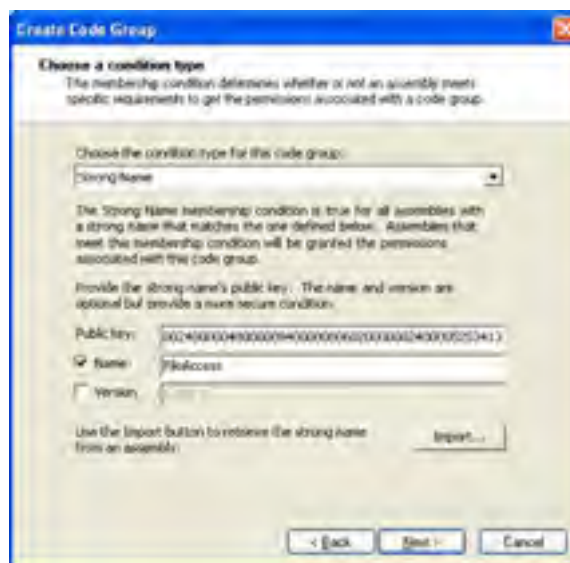 Create Code Group
Choose a condition type
The membership condition determines whether or not an assembly meets
specific requirements to get the permissions associated with a code group.
Choose the condition type for this code group:
Strong Name
The Strong Name membership condition is true for all assemblies with
a strong name that matches the one defined below. Assemblies that
meet this membership condition will be granted the permissions
associated with this code group.
Provide the strong name's public key. The name and version are
optional but provide a more secure condition.
Public key:
Name: FileAccess
Version:
Use the Import button to retrieve the strong name
from an assembly: Import...
< Back Next > Cancel